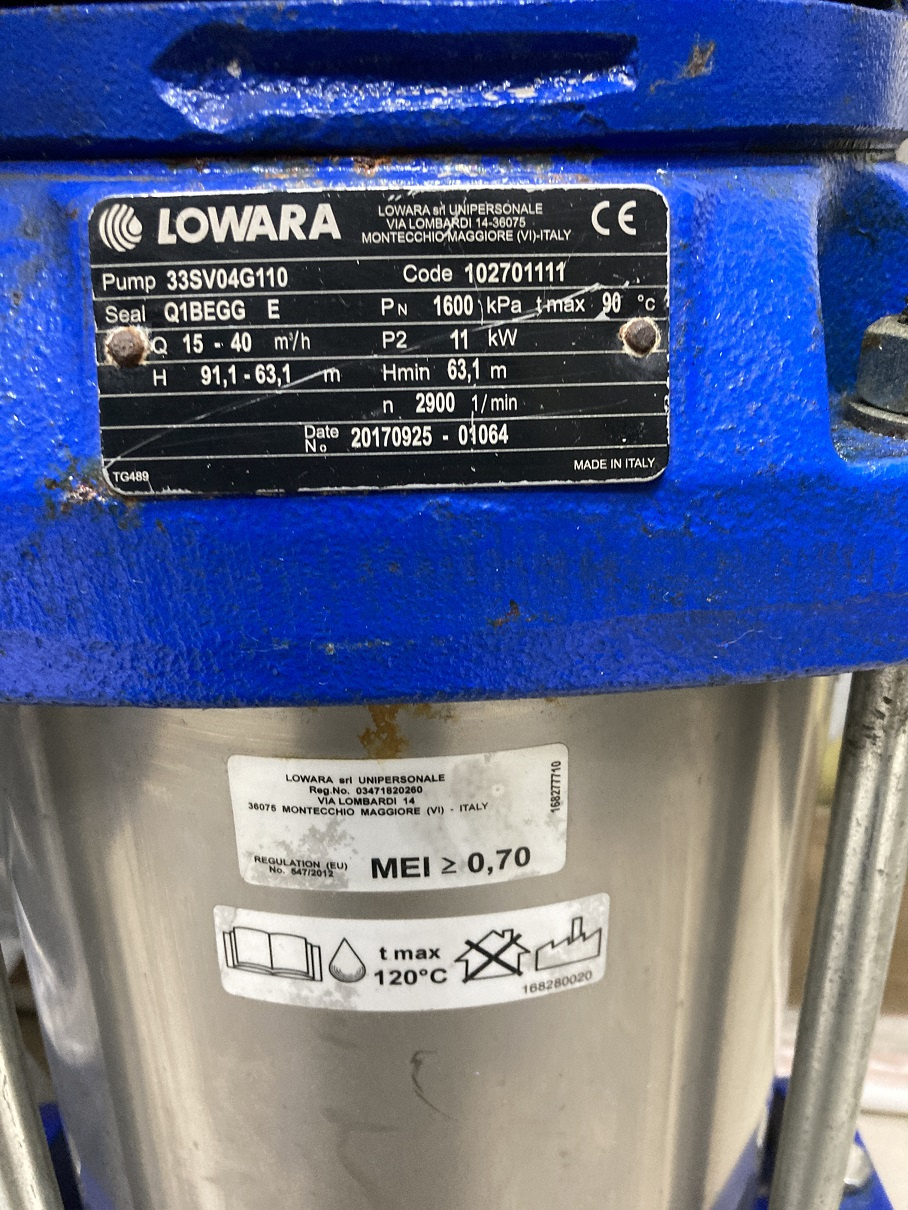 LOWARA
LOWARA srl UNIPERSONALE
VIA LOMBARDI 14-36075
MONTECCHIO MAGGIORE (VI)-ITALY
CE
Pump 33SV04G110 Code 102701111
Seal Q1BEGG E PN 1600 kPa t max 90 °C
Q 15 - 40 m³/h P2 11 kW
H 91,1 - 63,1 m Hmin 63,1 m
n 2900 1/min
Date
No 20170925 - 01064
TG489 MADE IN ITALY
LOWARA srl UNIPERSONALE
Reg.No. 03471820260
VIA LOMBARDI 14
36075 MONTECCHIO MAGGIORE (VI) - ITALY
168277710
REGULATION (EU)
No. 547/2012
MEI ≥ 0,70
t max
120°C
168280020